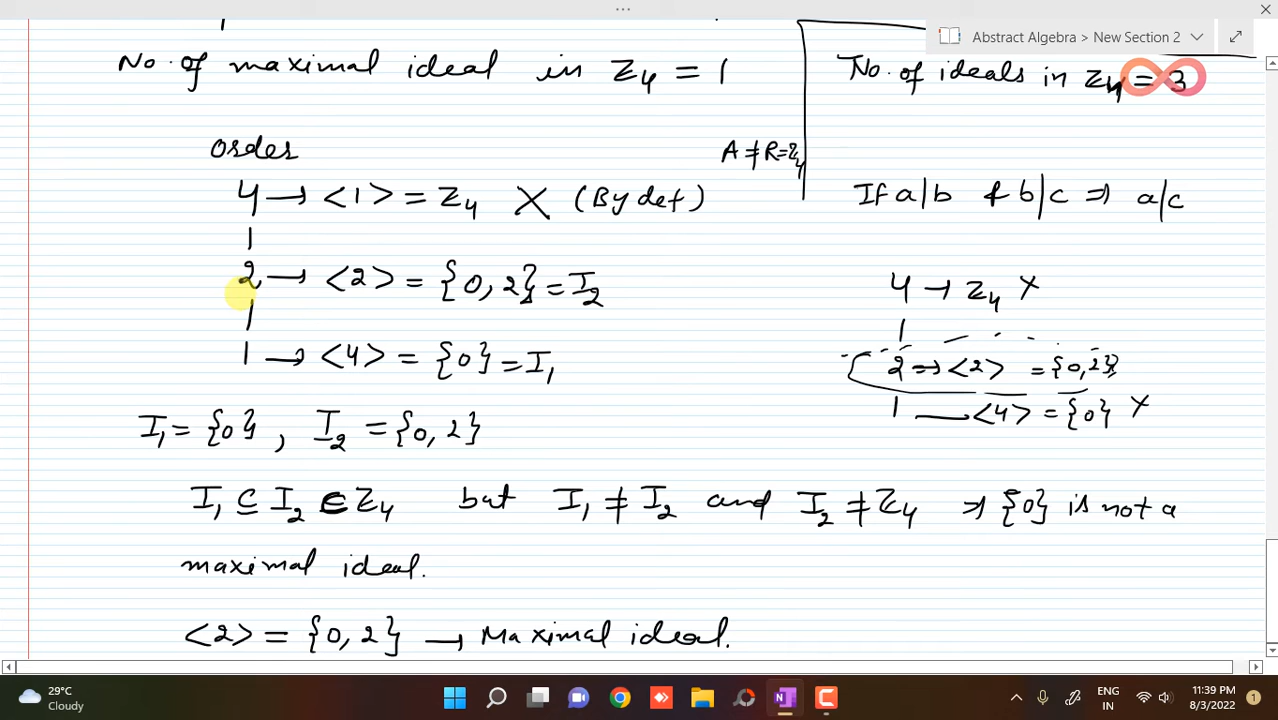 Abstract Algebra > New Section 2
No. of maximal ideal in Z₄ = 1
No. of ideals in Z₄ = 3
order
A ≠ R = Z₄
4 → <1> = Z₄ X (By def)
If a|b & b|c ⇒ a|c
2 → <2> = {0, 2} = I₂
1 → <4> = {0} = I₁
4 → Z₄ X
2 ⇒ <2> = {0, 2}
1 — <4> = {0} X
I₁ = {0}, I₂ = {0, 2}
I₁ ⊆ I₂ ⊆ Z₄ but I₁ ≠ I₂ and I₂ ≠ Z₄ ⇒ {0} is not a
maximal ideal.
<2> = {0, 2} → Maximal ideal.
29°C
Cloudy
ENG
IN
11:39 PM
8/3/2022
1